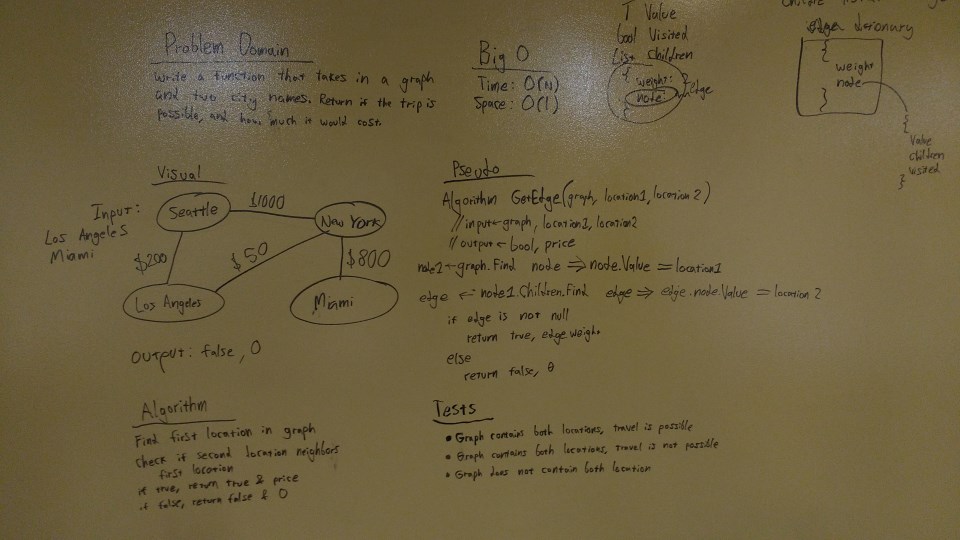 Problem Domain
Write a function that takes in a graph
and two city names. Return if the trip is
possible, and how much it would cost.
Big O
Time: O(N)
Space: O(1)
T Value
bool Visited
List Children
{
weight:
node:
}
Edge
{
weight
node
}
{
Value
children
visited
}
Visual
Input:
Los Angeles
Miami
Seattle
$1000
New York
$200
$50
$800
Los Angeles
Miami
OUTPUT: false, 0
Pseudo
Algorithm GetEdge(graph, location1, location 2)
// input ← graph, location1, location2
// output ← bool, price
node1 ← graph.Find node => node.Value = location1
edge ← node1.Children.Find edge => edge.node.Value = location 2
if edge is not null
return true, edge.weight
else
return false, 0
Algorithm
Find first location in graph
Check if second location neighbors
first location
if true, return true & price
if false, return false & 0
Tests
• Graph contains both locations, travel is possible
• Graph contains both locations, travel is not possible
• Graph does not contain both location